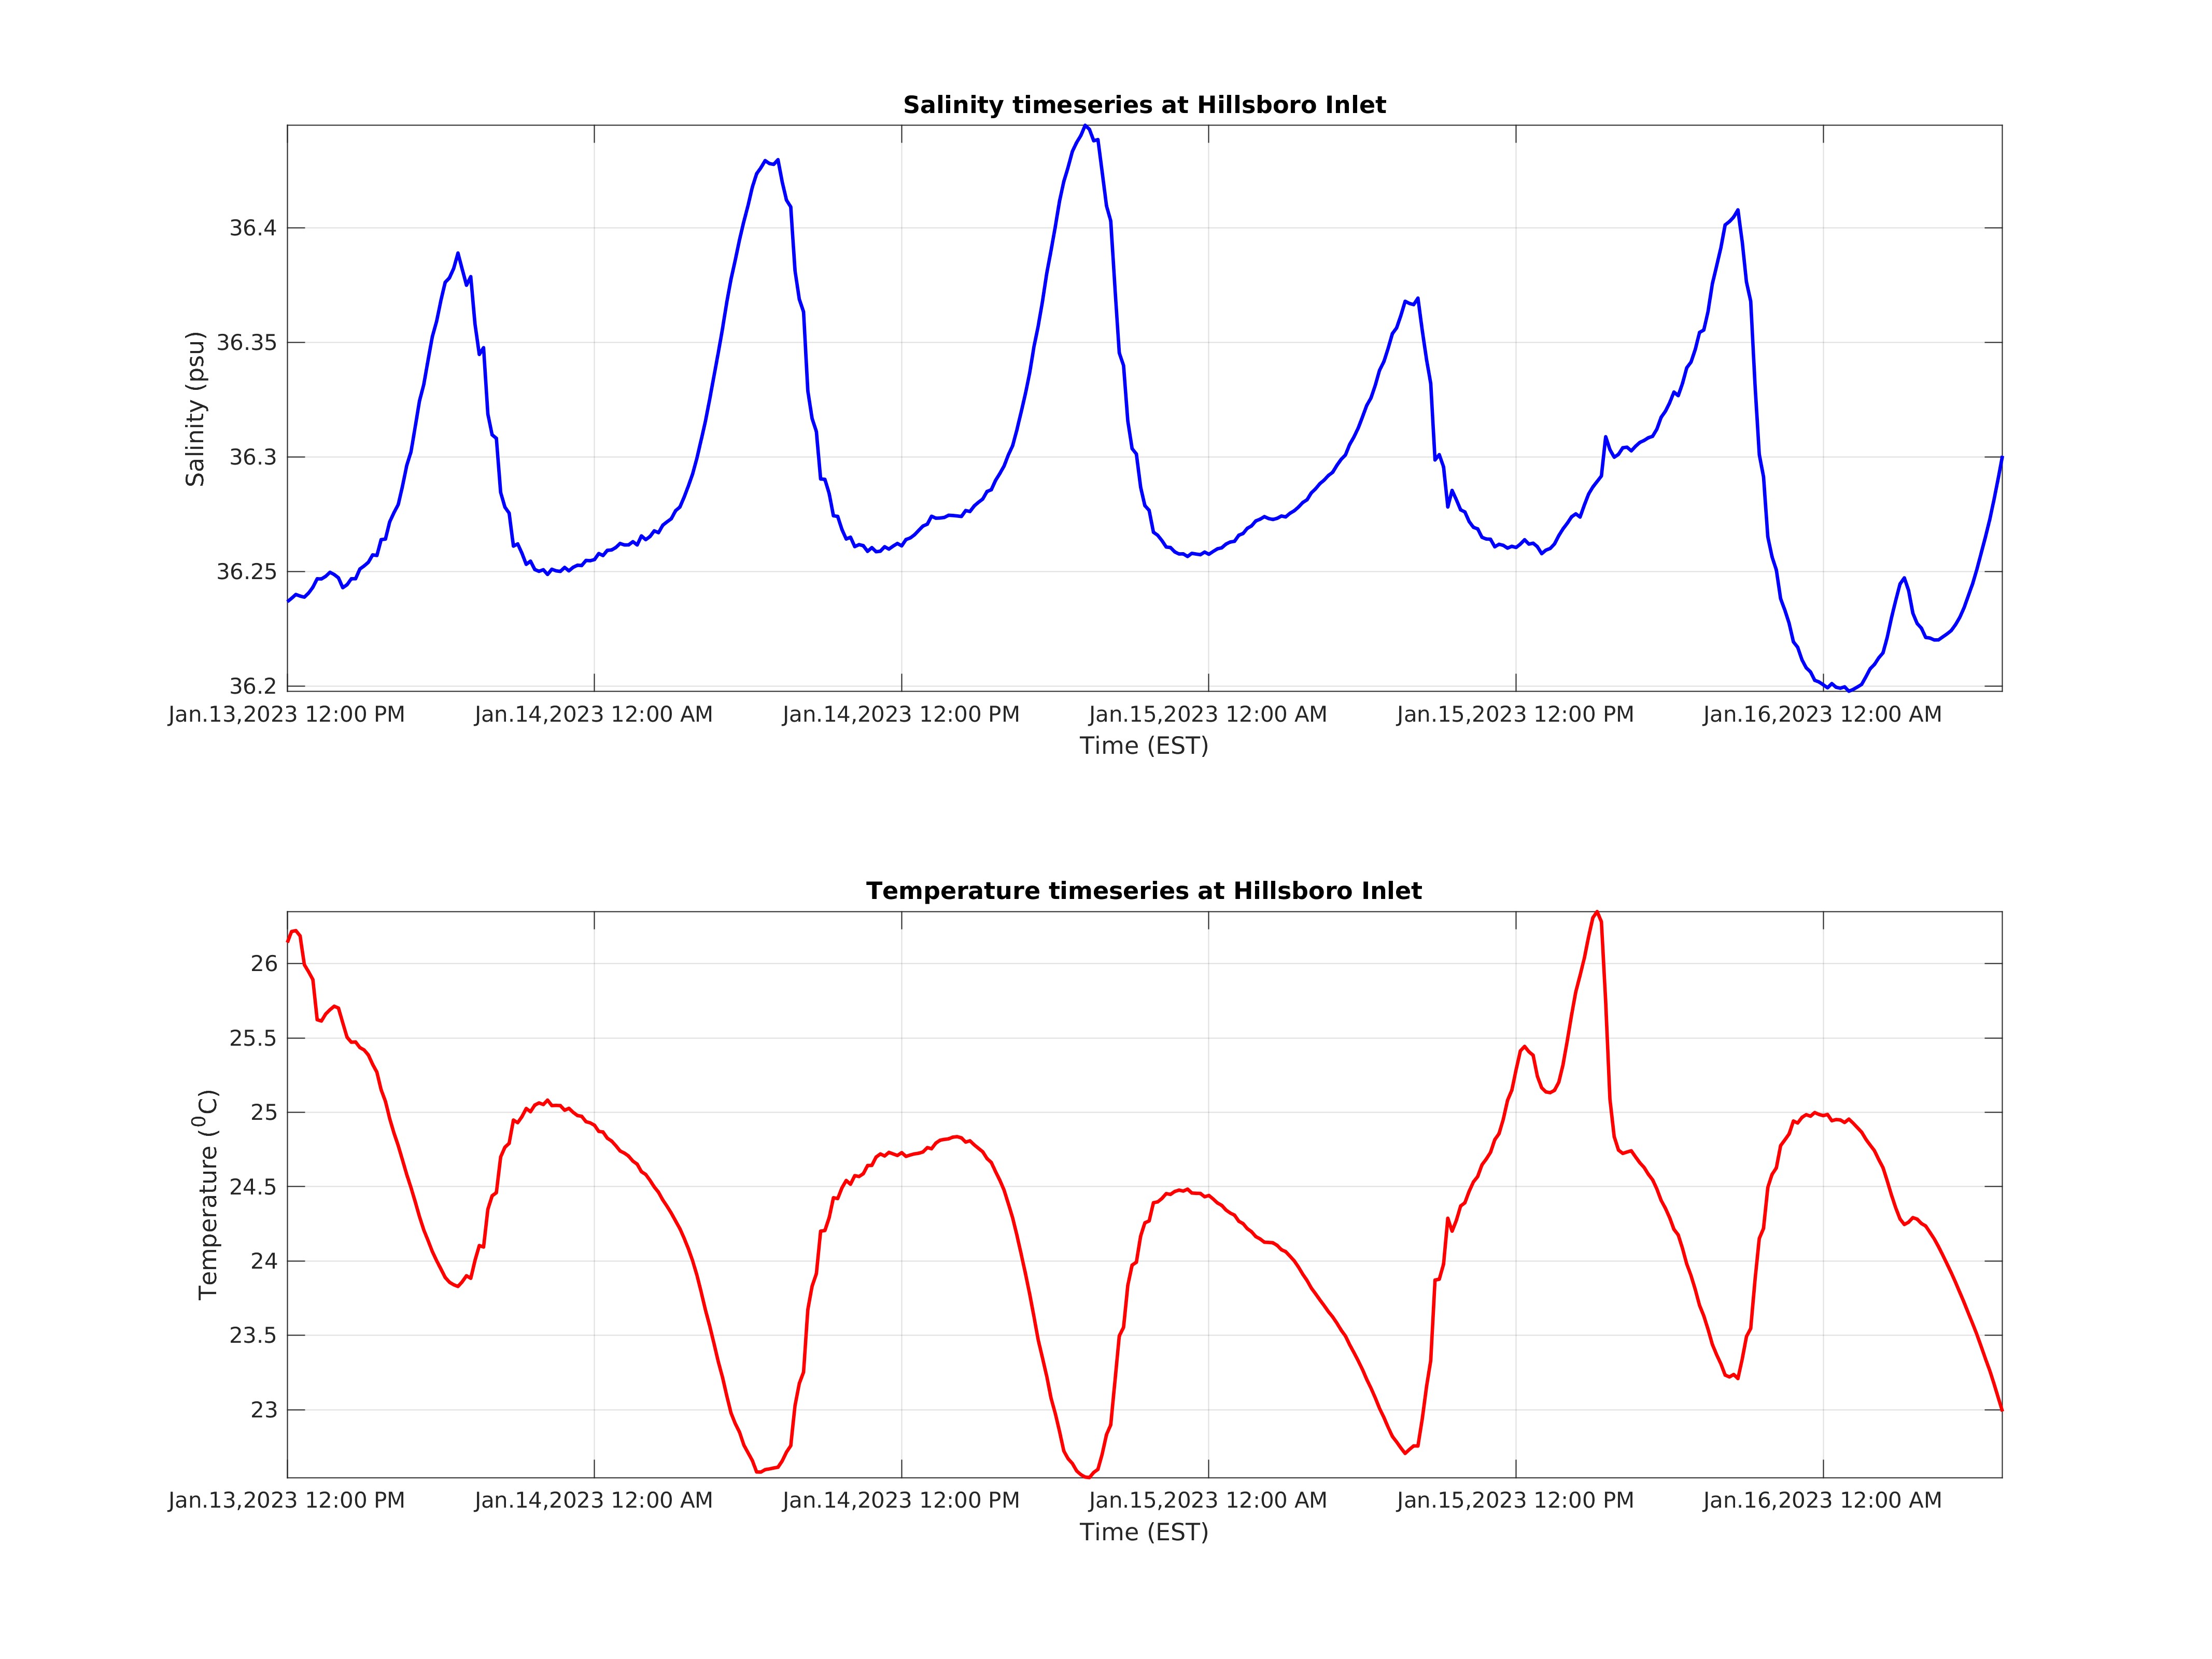 Salinity timeseries at Hillsboro Inlet
Salinity (psu)
36.4
36.35
36.3
36.25
36.2
Jan.13,2023 12:00 PM Jan.14,2023 12:00 AM Jan.14,2023 12:00 PM Jan.15,2023 12:00 AM Jan.15,2023 12:00 PM Jan.16,2023 12:00 AM
Time (EST)
Temperature timeseries at Hillsboro Inlet
Temperature (⁰C)
26
25.5
25
24.5
24
23.5
23
Jan.13,2023 12:00 PM Jan.14,2023 12:00 AM Jan.14,2023 12:00 PM Jan.15,2023 12:00 AM Jan.15,2023 12:00 PM Jan.16,2023 12:00 AM
Time (EST)